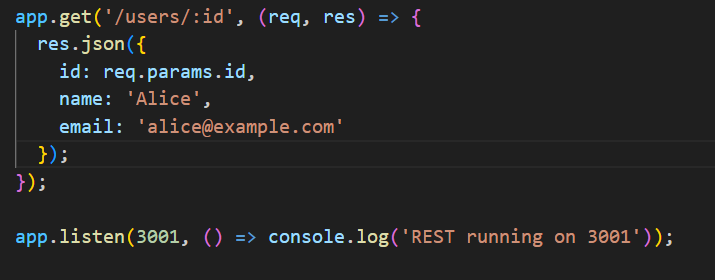 app.get('/users/:id', (req, res) => {
  res.json({
    id: req.params.id,
    name: 'Alice',
    email: 'alice@example.com'
  });
});
app.listen(3001, () => console.log('REST running on 3001'));